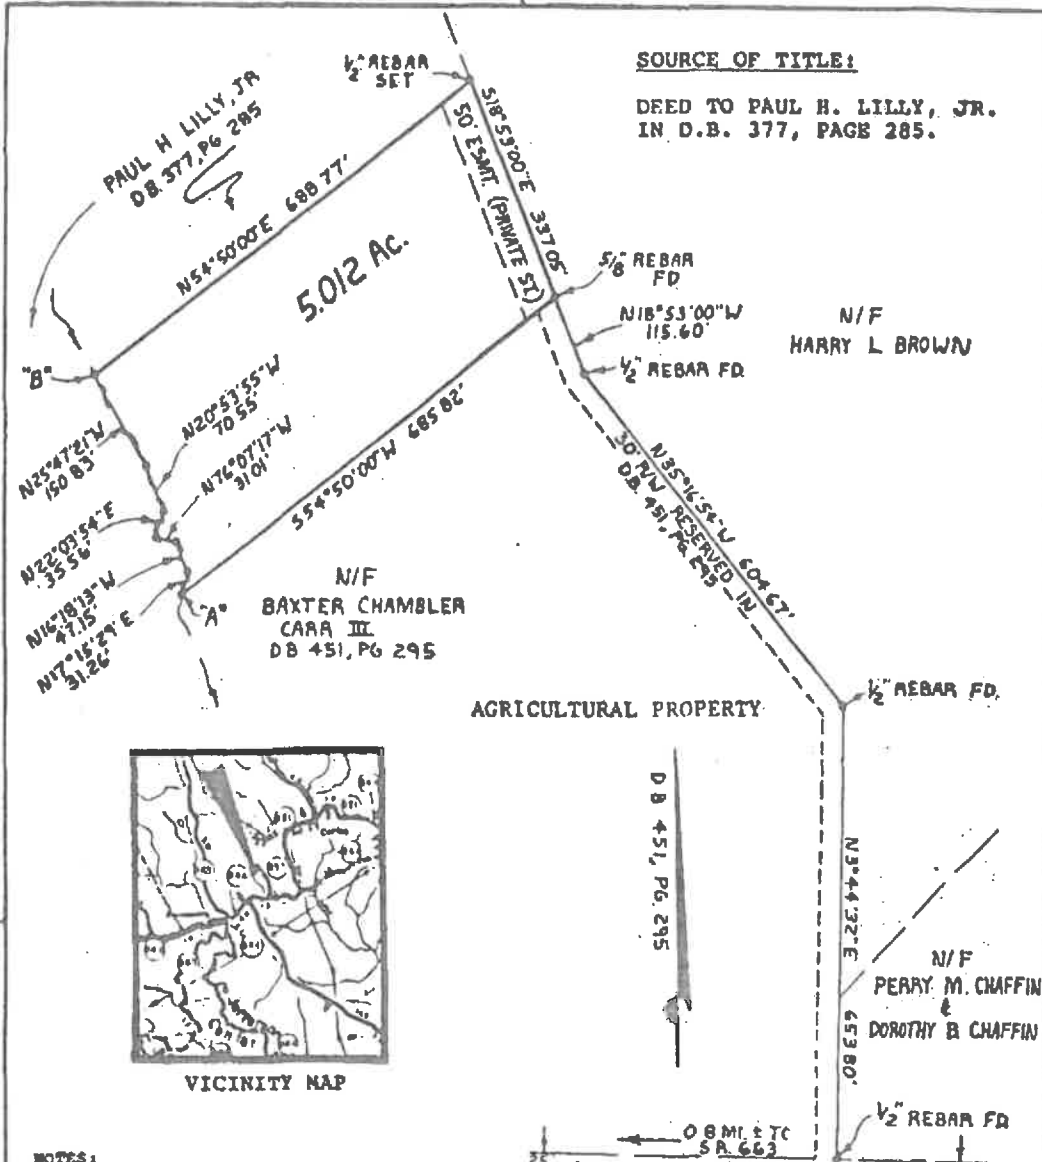 SOURCE OF TITLE:
DEED TO PAUL H. LILLY, JR.
IN D.B. 377, PAGE 285.
1/2" REBAR
SET
PAUL H LILLY, JR
DB 377, PG 285
S18°53'00"E 337.05'
50' ESMT. (PRIVATE ST.)
N54°50'00"E 688.77'
5.012 Ac.
5/8" REBAR
FD
N18°53'00"W
115.60'
1/2" REBAR FD.
N/F
HARRY L BROWN
"B"
N25°47'21"W
150.83'
N20°53'55"W
70.55'
N76°07'17"W
31.01'
S54°50'00"W 685.82'
N22°03'54"E
35.56'
N16°18'13"W
47.15'
N17°15'29"E
31.26'
"A"
N/F
BAXTER CHAMBLER
CARR III
DB 451, PG 295
N35°16'54"W 604.67'
30' R/W RESERVED IN
D.B. 451, PG. 295
1/2" REBAR FD.
AGRICULTURAL PROPERTY
DB 451, PG. 295
N3°44'32"E 653.80'
N/F
PERRY M. CHAFFIN
&
DOROTHY B CHAFFIN
VICINITY MAP
1/2" REBAR FD
0.8 MI. ± TO
S.R. 663
NOTES: